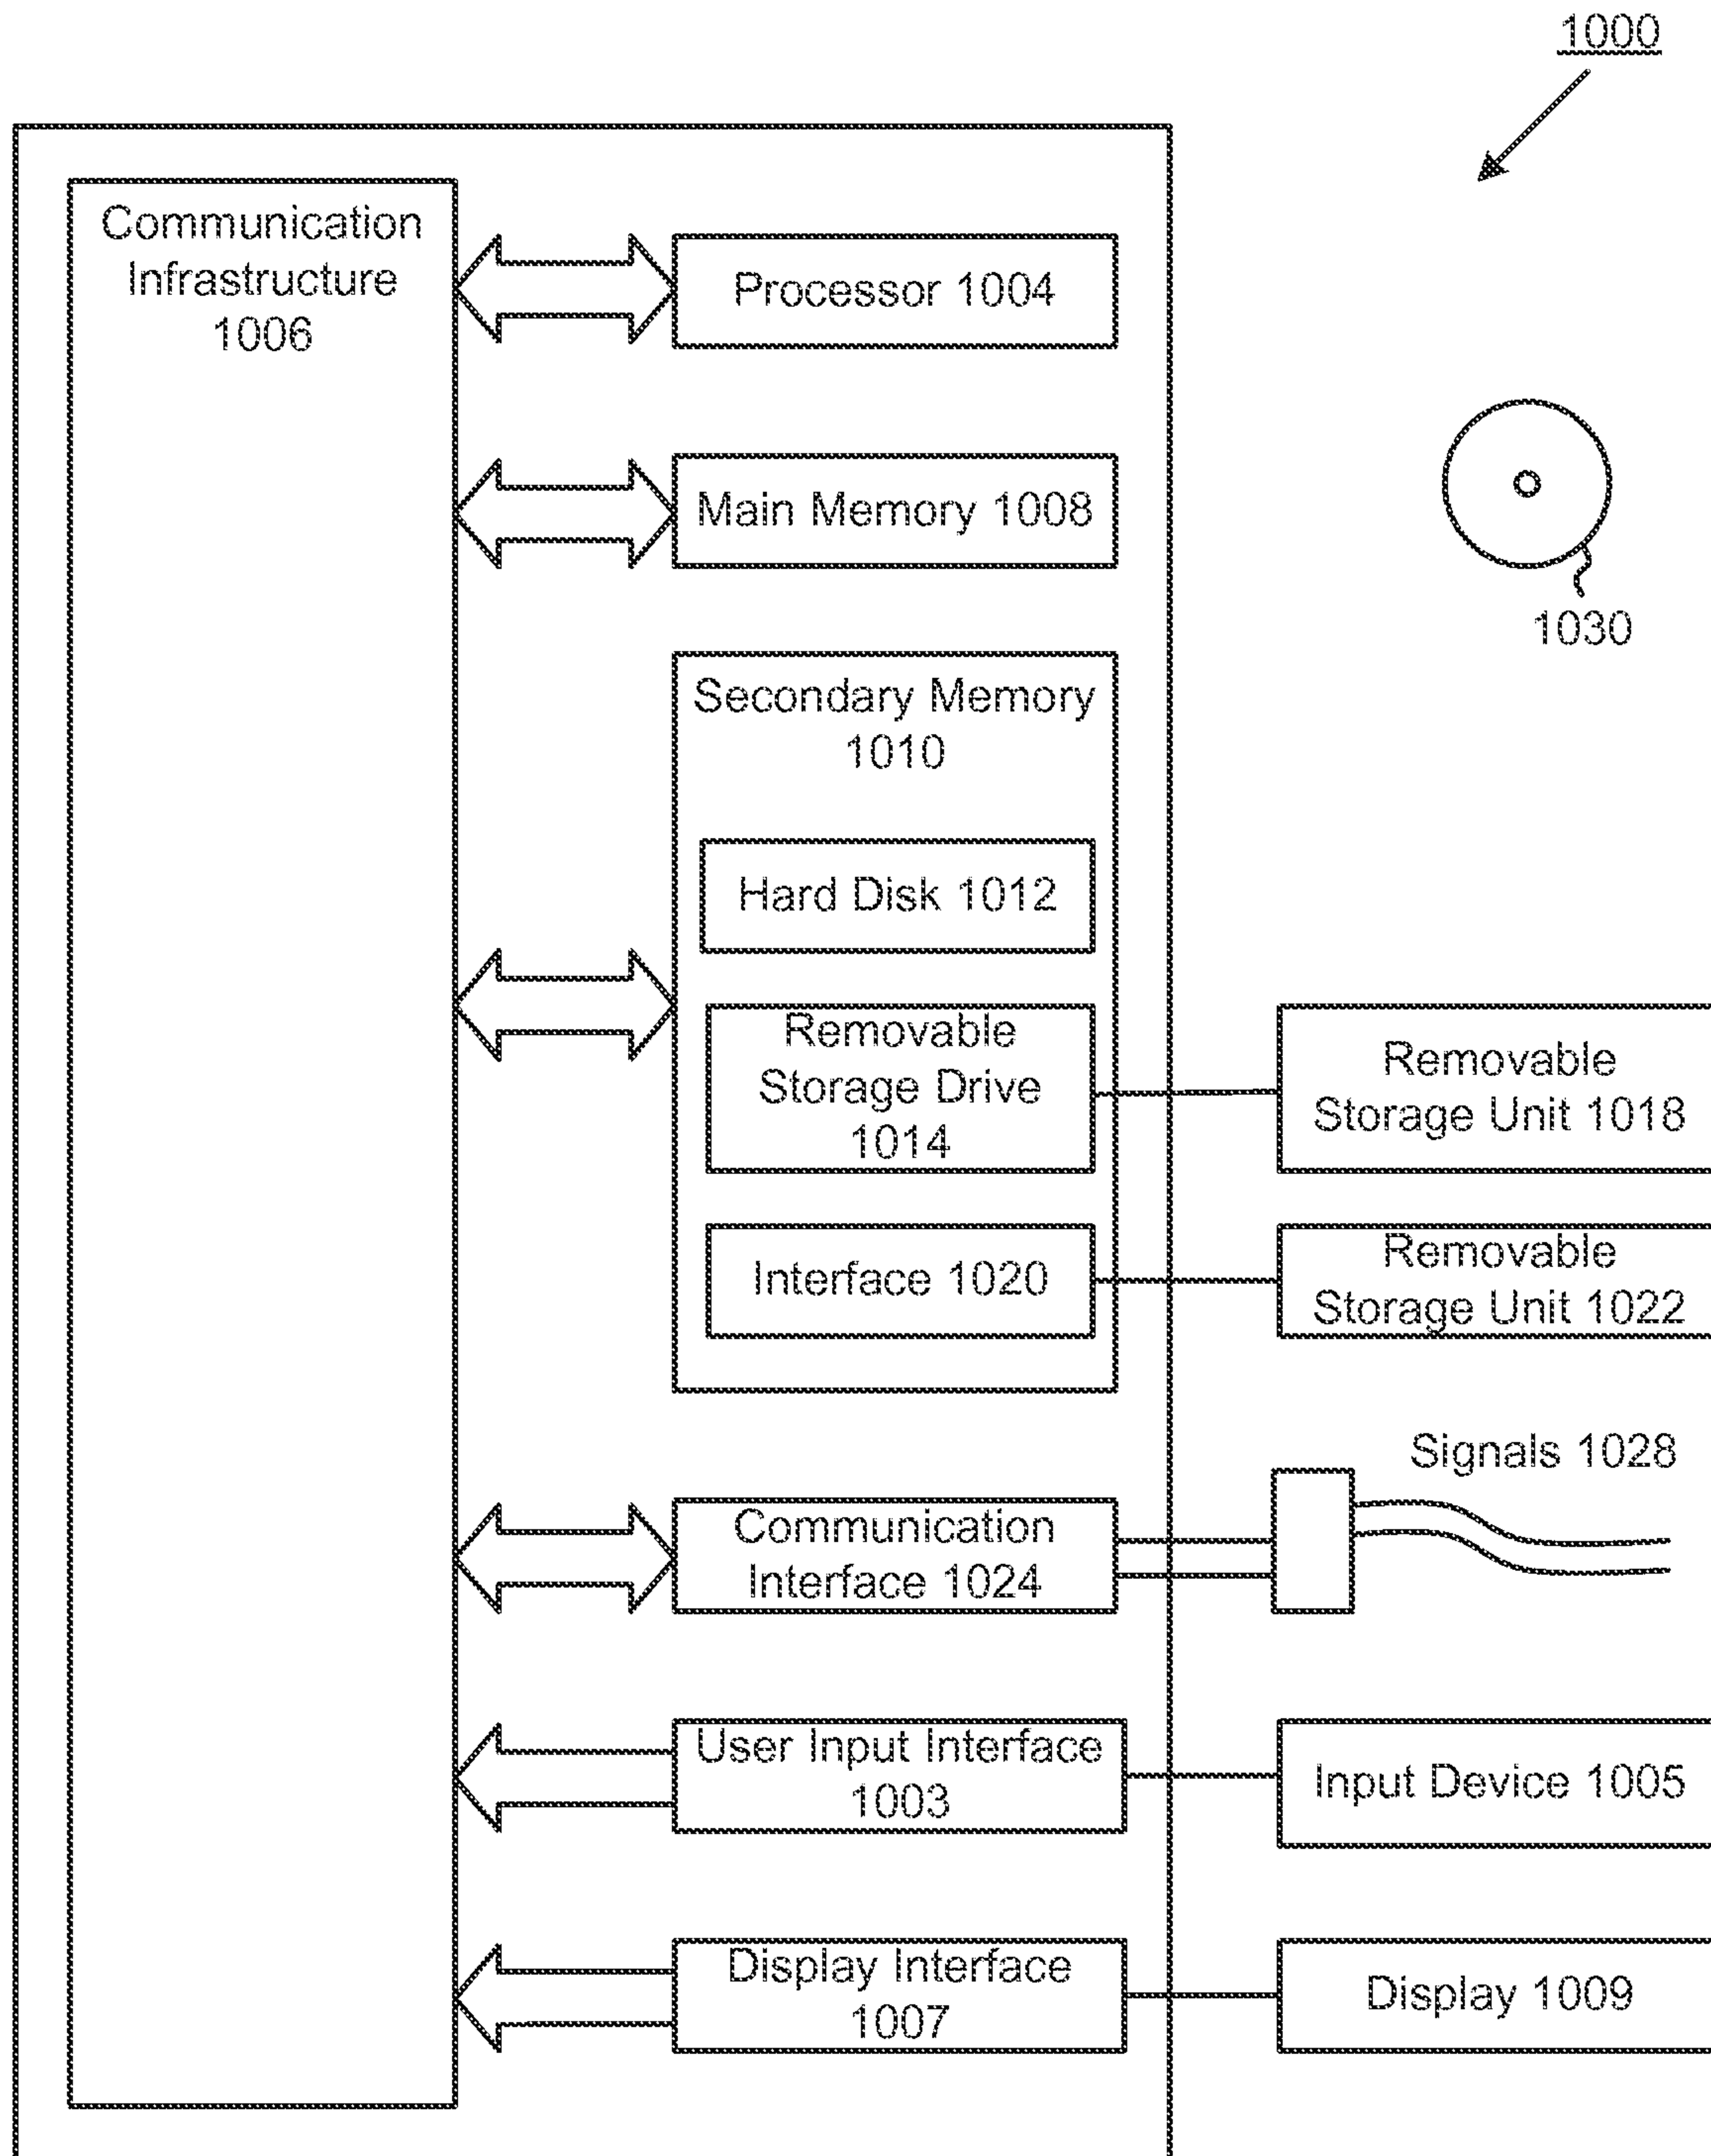 1000
Communication
Infrastructure
1006
Processor 1004
Main Memory 1008
1030
Secondary Memory
1010
Hard Disk 1012
Removable
Storage Drive
1014
Removable
Storage Unit 1018
Interface 1020
Removable
Storage Unit 1022
Signals 1028
Communication
Interface 1024
User Input Interface
1003
Input Device 1005
Display Interface
1007
Display 1009